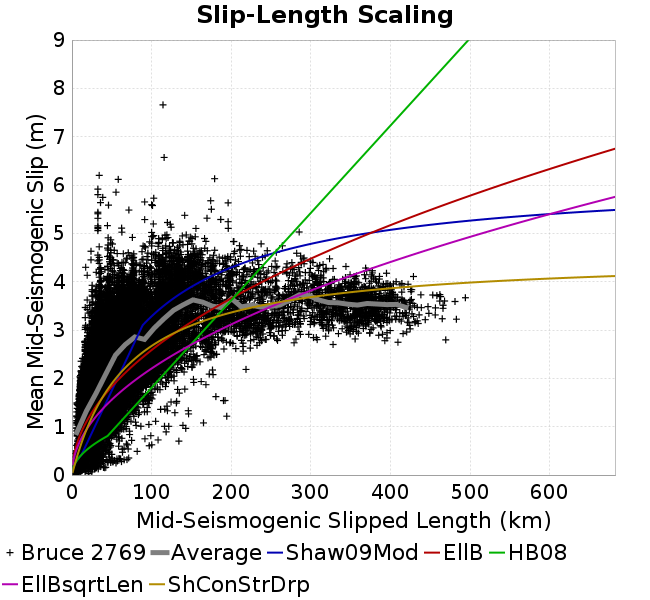 Slip-Length Scaling
Mean Mid-Seismogenic Slip (m)
9
8
7
6
5
4
3
2
1
0
0 100 200 300 400 500 600
Mid-Seismogenic Slipped Length (km)
Bruce 2769 Average Shaw09Mod EllB HB08
EllBsqrtLen ShConStrDrp